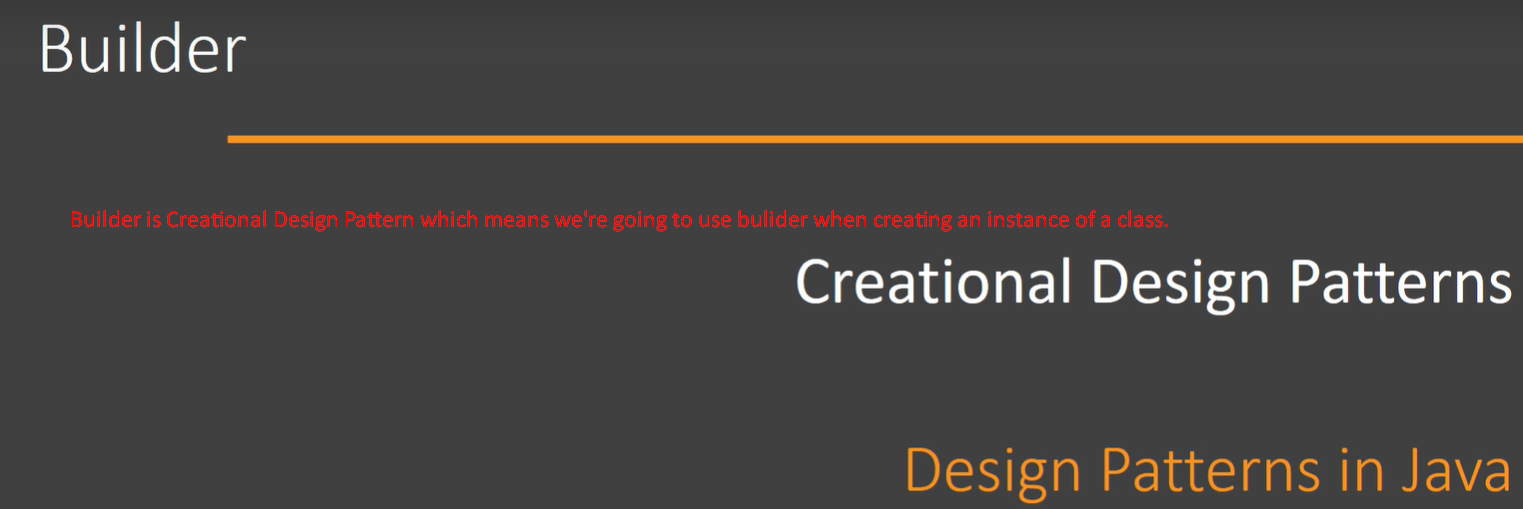 Builder
Builder is Creational Design Pattern which means we're going to use bulider when creating an instance of a class.
Creational Design Patterns
Design Patterns in Java